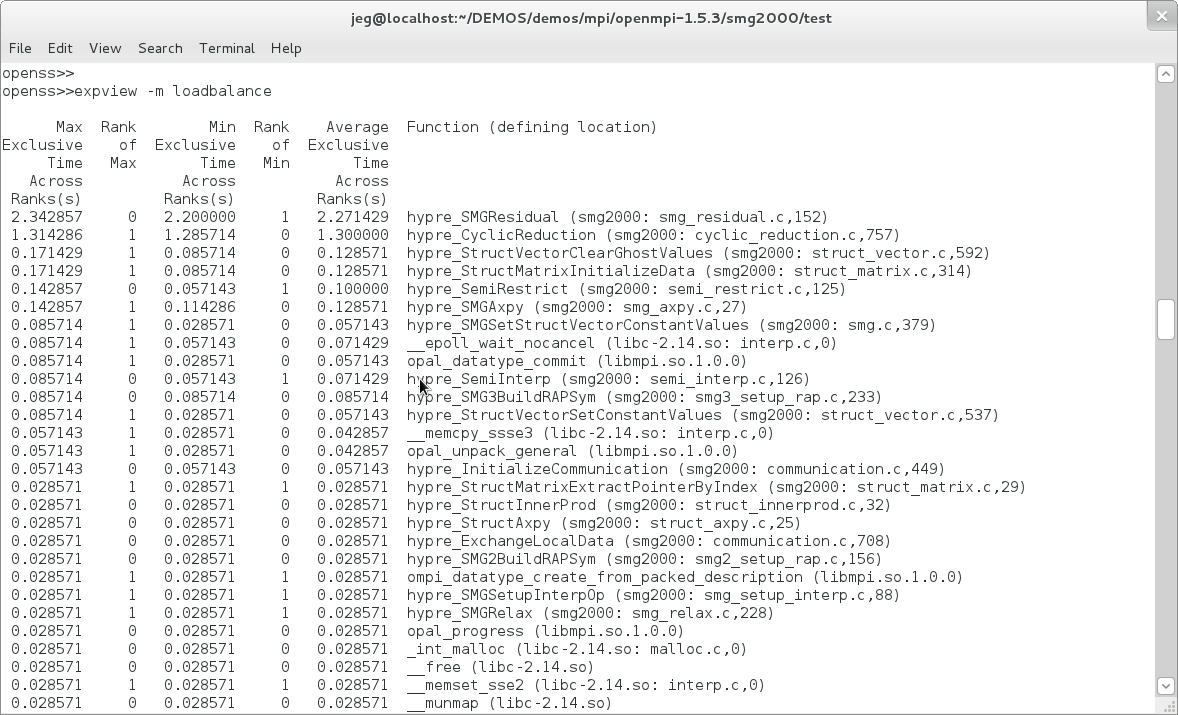 jeg@localhost:~/DEMOS/demos/mpi/openmpi-1.5.3/smg2000/test
File Edit View Search Terminal Help
openss>>
openss>>expview -m loadbalance
Max Rank Min Rank Average Function (defining location)
Exclusive of Exclusive of Exclusive
Time Max Time Min Time
Across Across Across
Ranks(s) Ranks(s) Ranks(s)
2.342857 0 2.200000 1 2.271429 hypre_SMGResidual (smg2000: smg_residual.c,152)
1.314286 1 1.285714 0 1.300000 hypre_CyclicReduction (smg2000: cyclic_reduction.c,757)
0.171429 1 0.085714 0 0.128571 hypre_StructVectorClearGhostValues (smg2000: struct_vector.c,592)
0.171429 1 0.085714 0 0.128571 hypre_StructMatrixInitializeData (smg2000: struct_matrix.c,314)
0.142857 0 0.057143 1 0.100000 hypre_SemiRestrict (smg2000: semi_restrict.c,125)
0.142857 1 0.114286 0 0.128571 hypre_SMGAxpy (smg2000: smg_axpy.c,27)
0.085714 1 0.028571 0 0.057143 hypre_SMGSetStructVectorConstantValues (smg2000: smg.c,379)
0.085714 1 0.057143 0 0.071429 __epoll_wait_nocancel (libc-2.14.so: interp.c,0)
0.085714 1 0.028571 0 0.057143 opal_datatype_commit (libmpi.so.1.0.0)
0.085714 0 0.057143 1 0.071429 hypre_SemiInterp (smg2000: semi_interp.c,126)
0.085714 0 0.085714 0 0.085714 hypre_SMG3BuildRAPSym (smg2000: smg3_setup_rap.c,233)
0.085714 1 0.028571 0 0.057143 hypre_StructVectorSetConstantValues (smg2000: struct_vector.c,537)
0.057143 1 0.028571 0 0.042857 __memcpy_ssse3 (libc-2.14.so: interp.c,0)
0.057143 1 0.028571 0 0.042857 opal_unpack_general (libmpi.so.1.0.0)
0.057143 0 0.057143 0 0.057143 hypre_InitializeCommunication (smg2000: communication.c,449)
0.028571 1 0.028571 1 0.028571 hypre_StructMatrixExtractPointerByIndex (smg2000: struct_matrix.c,29)
0.028571 0 0.028571 0 0.028571 hypre_StructInnerProd (smg2000: struct_innerprod.c,32)
0.028571 0 0.028571 0 0.028571 hypre_StructAxpy (smg2000: struct_axpy.c,25)
0.028571 0 0.028571 0 0.028571 hypre_ExchangeLocalData (smg2000: communication.c,708)
0.028571 0 0.028571 0 0.028571 hypre_SMG2BuildRAPSym (smg2000: smg2_setup_rap.c,156)
0.028571 1 0.028571 1 0.028571 ompi_datatype_create_from_packed_description (libmpi.so.1.0.0)
0.028571 1 0.028571 1 0.028571 hypre_SMGSetupInterpOp (smg2000: smg_setup_interp.c,88)
0.028571 1 0.028571 1 0.028571 hypre_SMGRelax (smg2000: smg_relax.c,228)
0.028571 0 0.028571 0 0.028571 opal_progress (libmpi.so.1.0.0)
0.028571 0 0.028571 0 0.028571 _int_malloc (libc-2.14.so: malloc.c,0)
0.028571 0 0.028571 0 0.028571 __free (libc-2.14.so)
0.028571 1 0.028571 1 0.028571 __memset_sse2 (libc-2.14.so: interp.c,0)
0.028571 0 0.028571 0 0.028571 __munmap (libc-2.14.so)